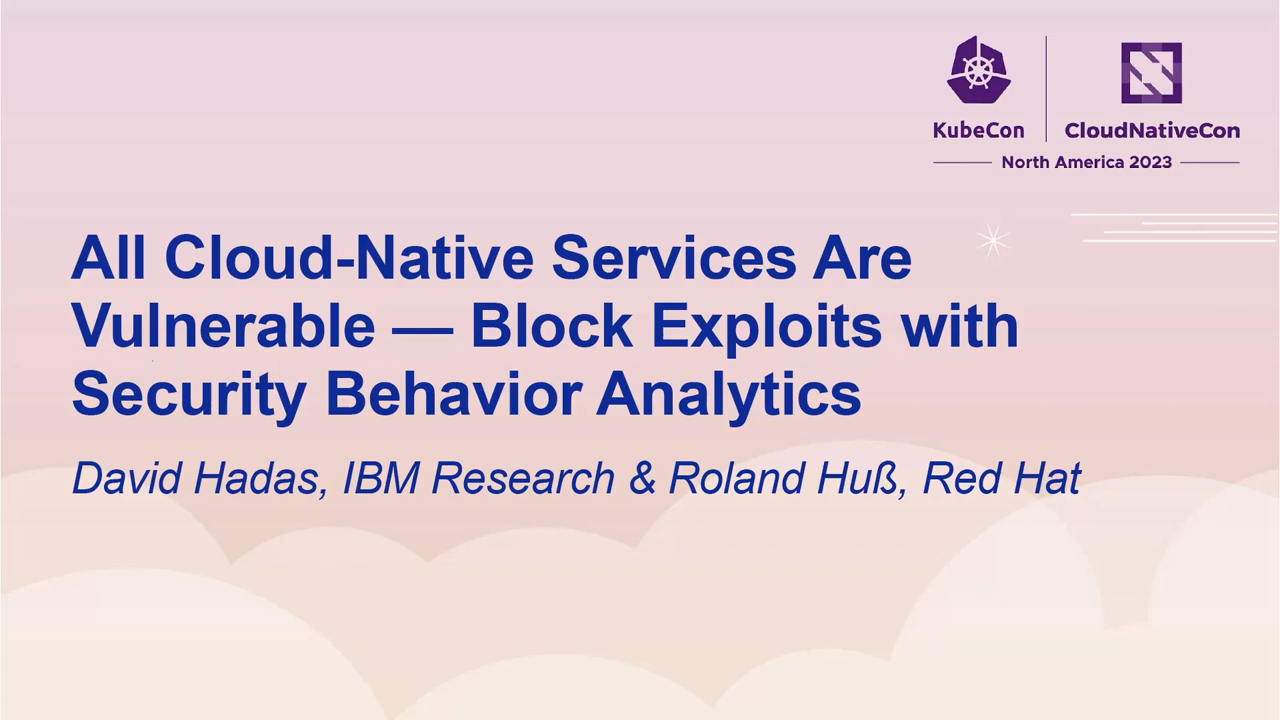 KubeCon
CloudNativeCon
North America 2023
All Cloud-Native Services Are
Vulnerable — Block Exploits with
Security Behavior Analytics
David Hadas, IBM Research & Roland Huß, Red Hat